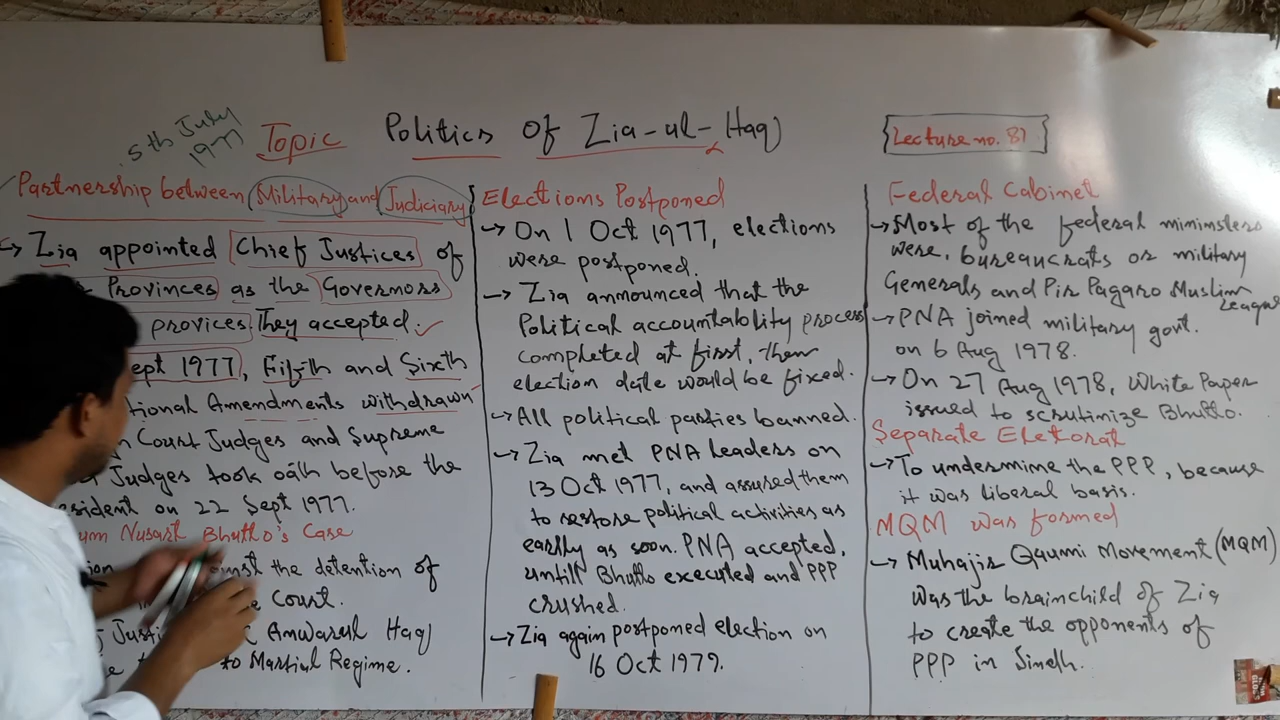 5th July
1977
Topic Politics of Zia-ul-Haq
Lecture no. 81
Partnership between Military and Judiciary
→ Zia appointed Chief Justices of
Provinces as the Governors
provices. They accepted.
ept 1977, Fifth and Sixth
tional Amendments withdrawn
Court Judges and Supreme
Judges took oath before the
esident on 22 Sept 1977.
um Nusart Bhutto's Case
the detention of
Court.
Anwarul Haq
to Martial Regime.
Elections Postponed
→ On 1 Oct 1977, elections
were postponed.
→ Zia announced that the
Political accountability process
completed at first, then
election date would be fixed.
→ All political parties banned.
→ Zia met PNA leaders on
13 Oct 1977, and assured them
to restore political activities as
earlly as soon. PNA accepted,
untill Bhutto executed and PPP
crushed.
→ Zia again postponed election on
16 Oct 1979.
Federal Cabinet
→ Most of the federal minimsters
were, bureaucrats or military
Generals and Pir Pagaro Muslim
League
→ PNA joined military govt.
on 6 Aug 1978.
→ On 27 Aug 1978, White Paper
issued to scrutinize Bhutto.
Separate Electorat
→ To undermine the PPP, because
it was liberal basis.
MQM was formed
→ Muhajir Qaumi Movement (MQM)
was the brainchild of Zia
to create the opponents of
PPP in Sindh.